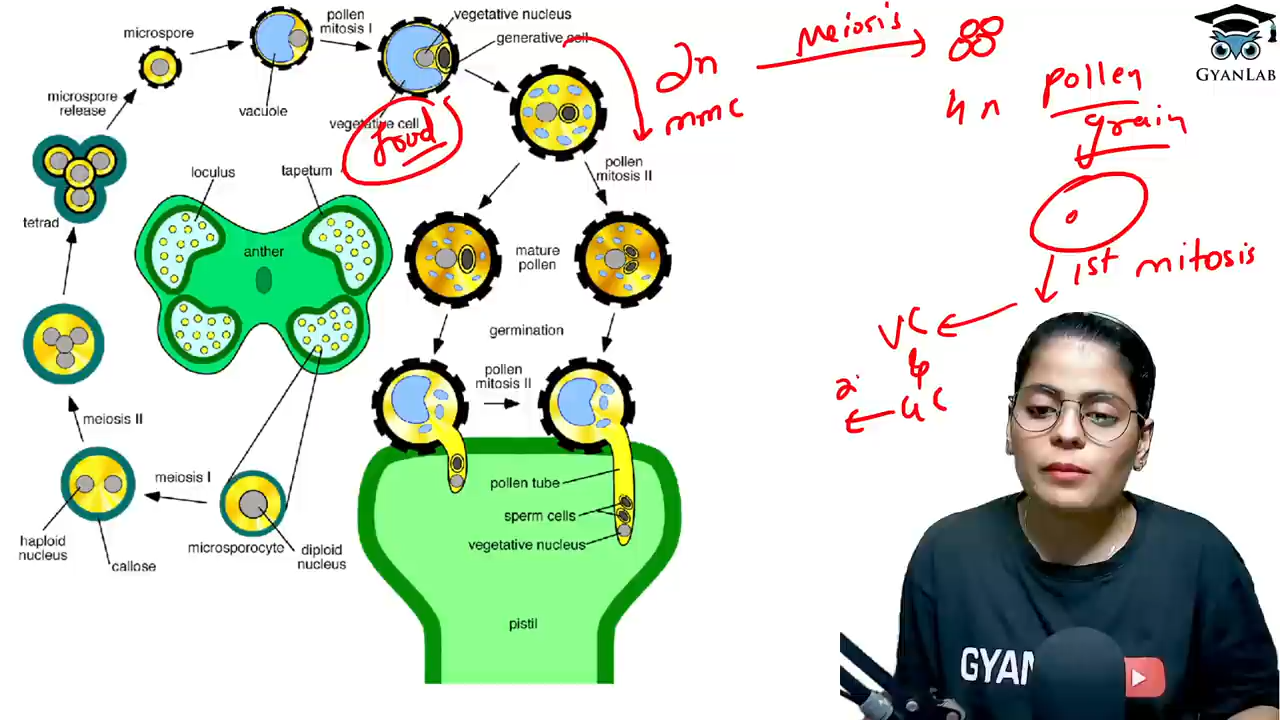 microspore
pollen
mitosis I
vegetative nucleus
generative cell
vacuole
vegetative cell
food
microspore
release
tetrad
loculus
tapetum
anther
pollen
mitosis II
mature
pollen
germination
pollen
mitosis II
meiosis II
meiosis I
haploid
nucleus
callose
microsporocyte
diploid
nucleus
pollen tube
sperm cells
vegetative nucleus
pistil
2n
mmc
meiosis
4 n
pollen
grain
1st mitosis
VC
GC
2
GYANLAB
GYAN